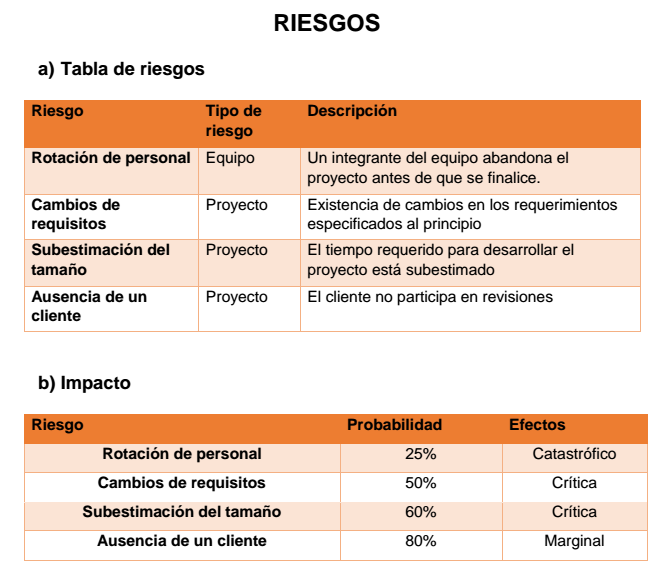 RIESGOS
a) Tabla de riesgos
Riesgo Tipo de riesgo Descripción
Rotación de personal Equipo Un integrante del equipo abandona el proyecto antes de que se finalice.
Cambios de requisitos Proyecto Existencia de cambios en los requerimientos especificados al principio
Subestimación del tamaño Proyecto El tiempo requerido para desarrollar el proyecto está subestimado
Ausencia de un cliente Proyecto El cliente no participa en revisiones
b) Impacto
Riesgo Probabilidad Efectos
Rotación de personal 25% Catastrófico
Cambios de requisitos 50% Crítica
Subestimación del tamaño 60% Crítica
Ausencia de un cliente 80% Marginal